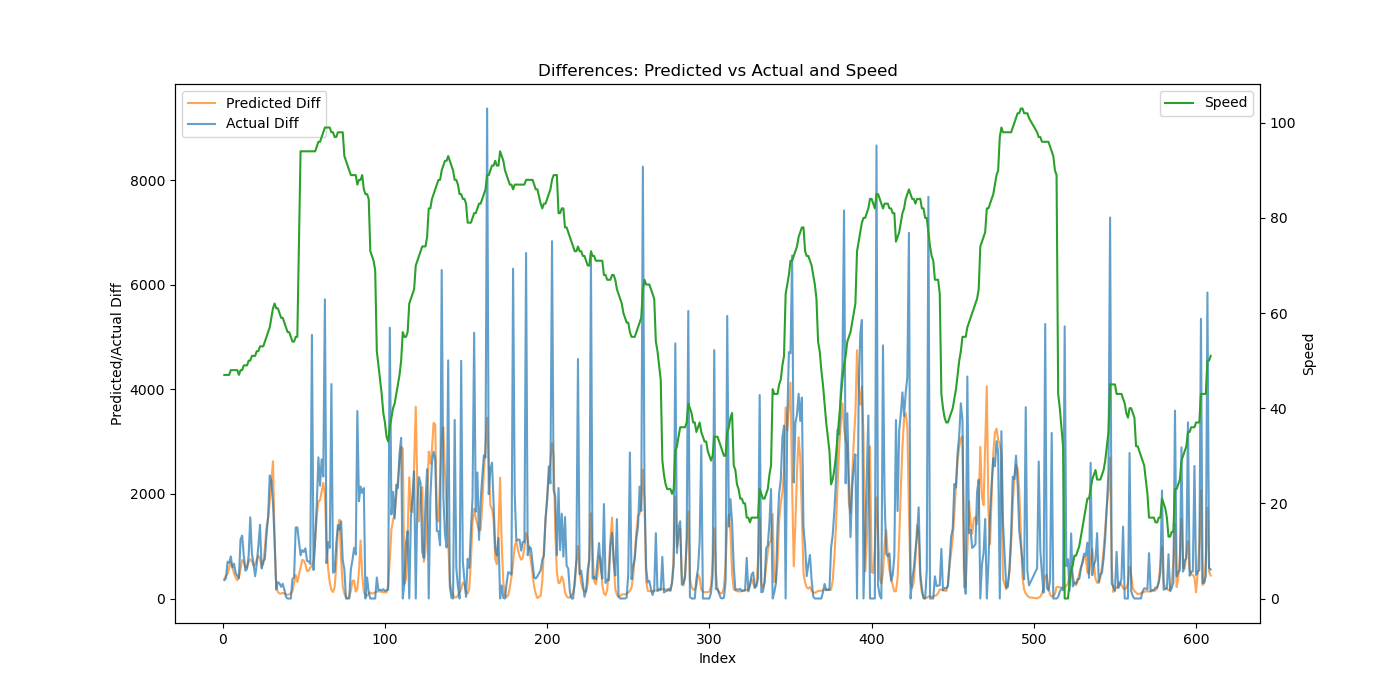 Differences: Predicted vs Actual and Speed
Predicted Diff
Actual Diff
Speed
8000
6000
4000
2000
0
Predicted/Actual Diff
100
80
60
40
20
0
Speed
0 100 200 300 400 500 600
Index